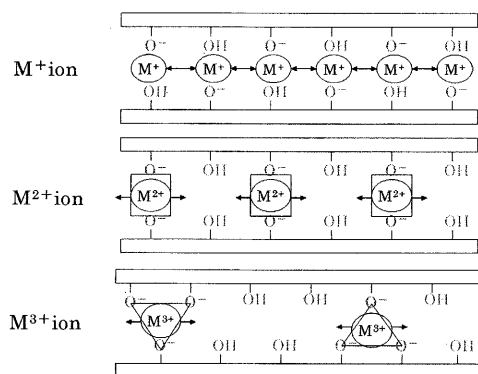 O⁻ OH O⁻ OH O⁻ OH
M⁺ion M⁺ M⁺ M⁺ M⁺ M⁺ M⁺
OH O⁻ OH O⁻ OH O⁻
O⁻ OH O⁻ OH O⁻ OH
M²⁺ion M²⁺ M²⁺ M²⁺
O⁻ OH O⁻ OH O⁻ OH
O⁻ O⁻ OH OH O⁻ OH
M³⁺ion M³⁺ M³⁺
O⁻ OH OH O⁻ O⁻ OH